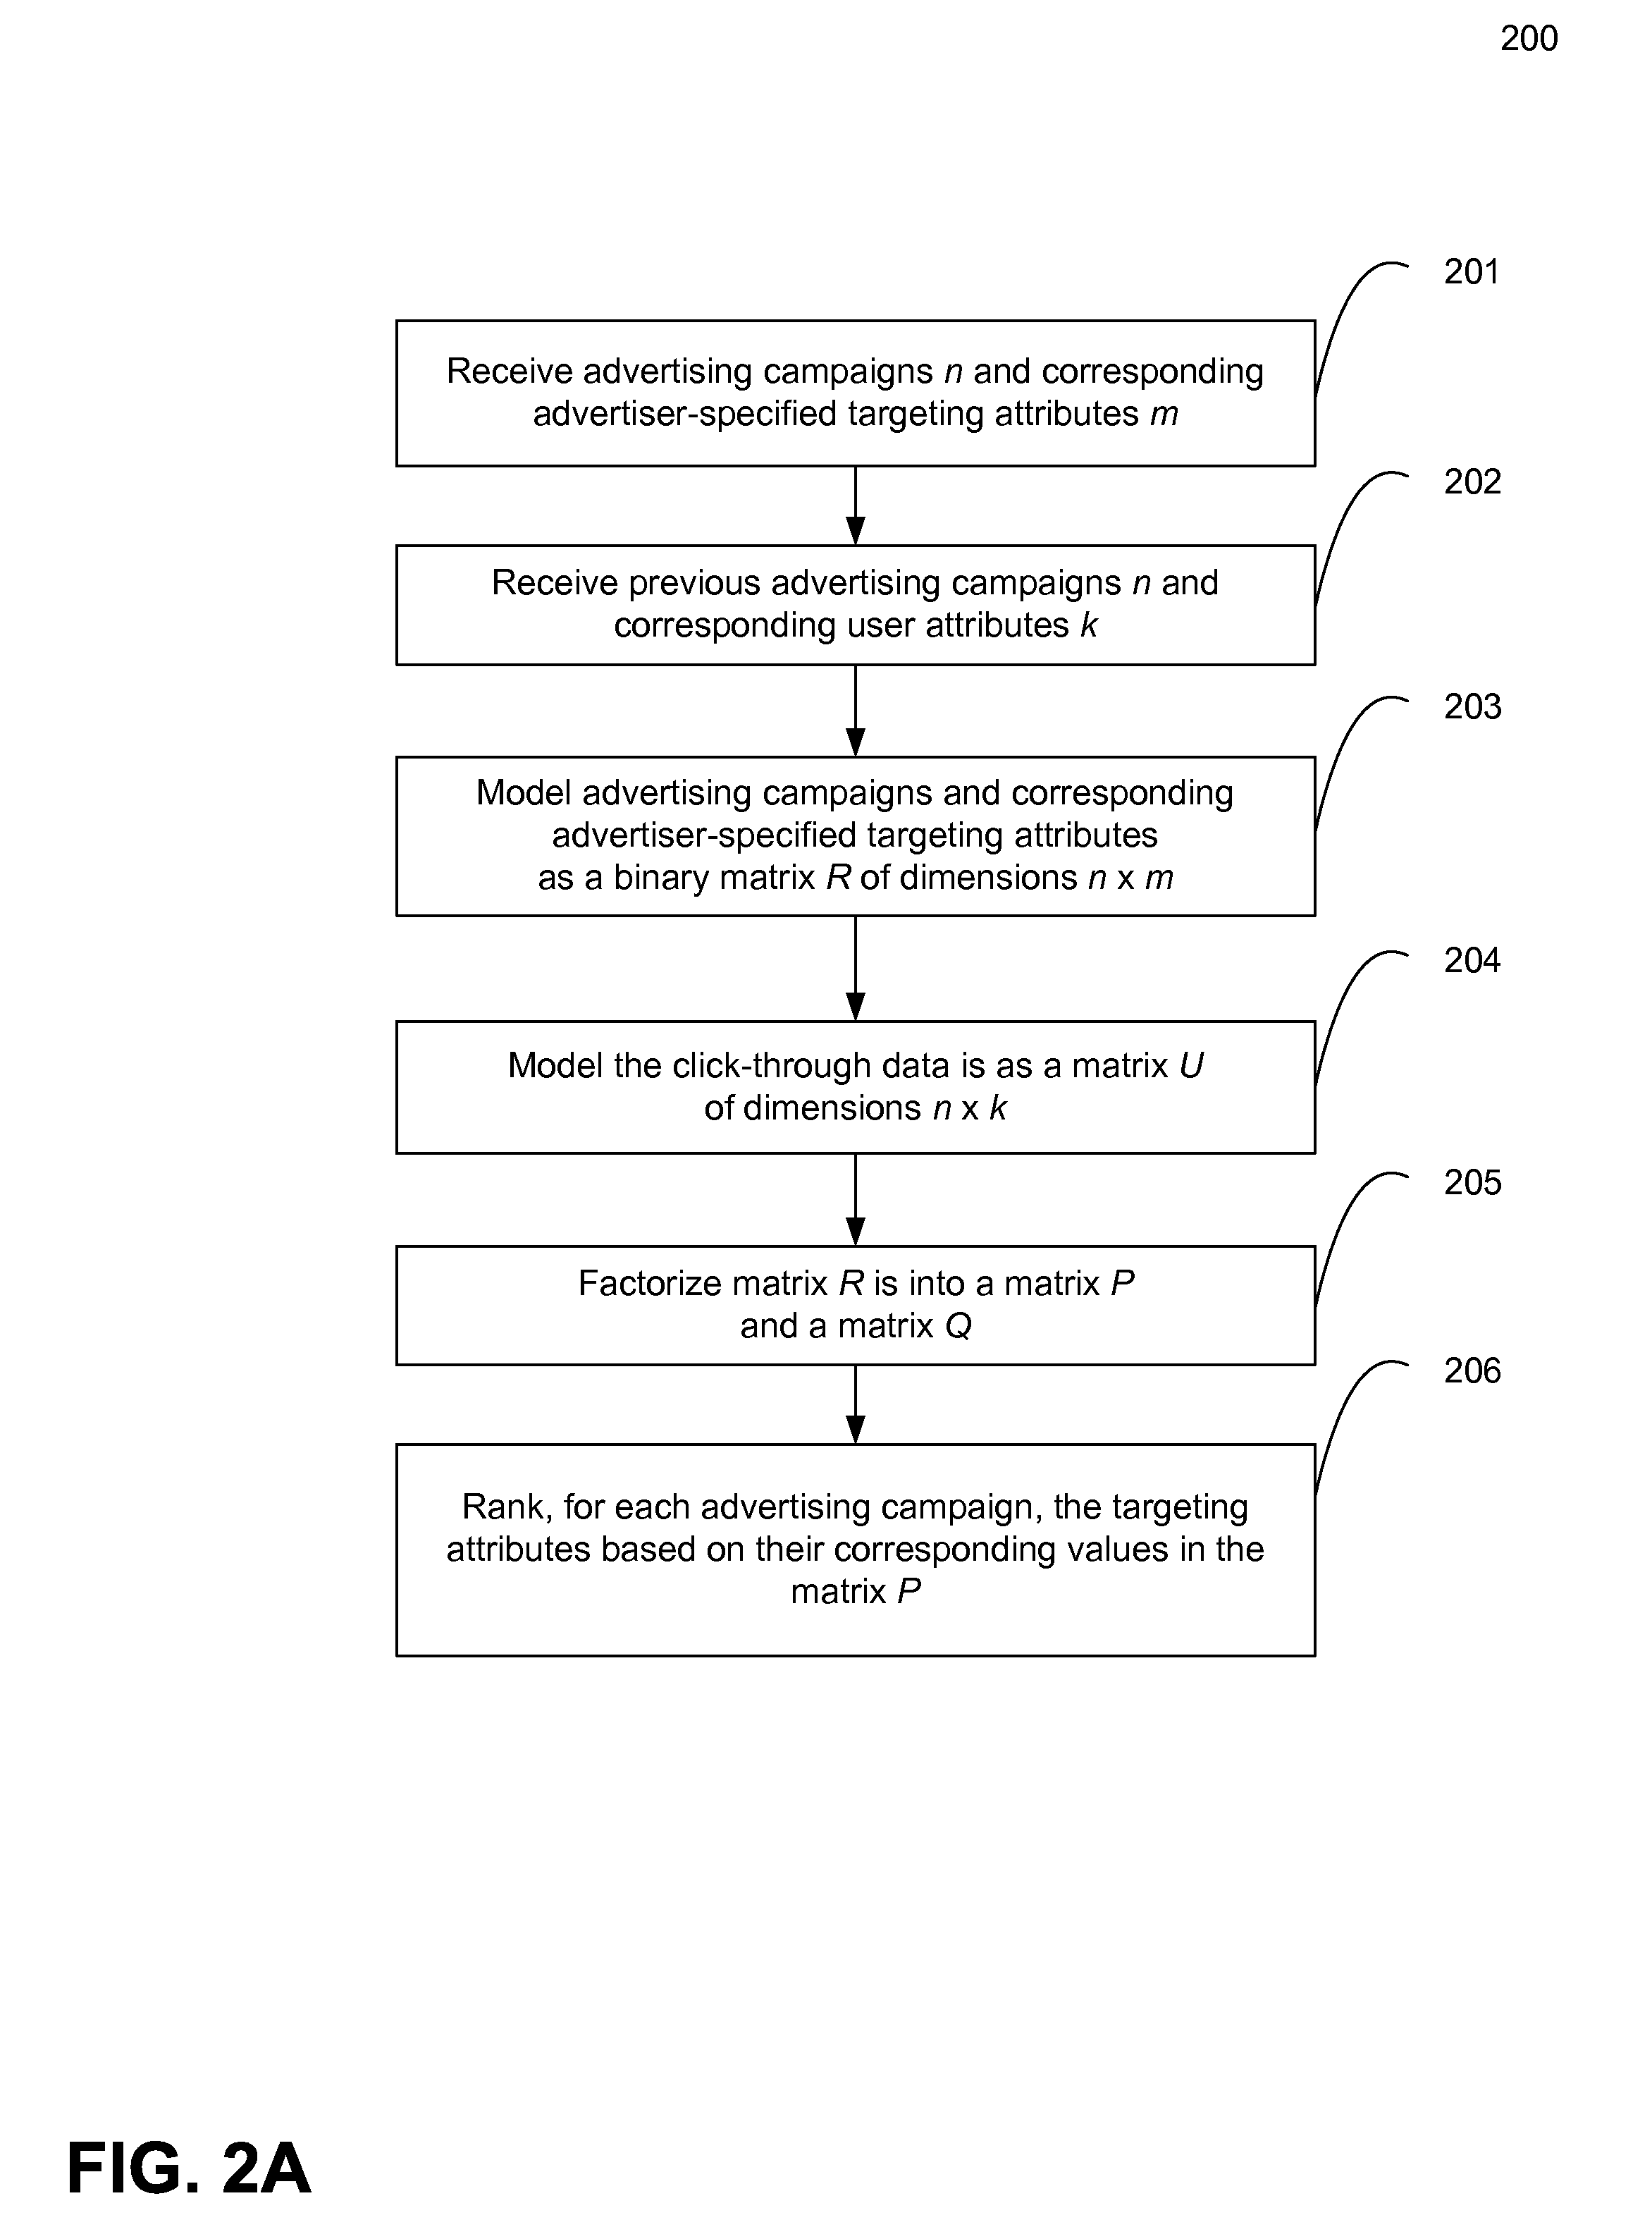 200
201
Receive advertising campaigns n and corresponding
advertiser-specified targeting attributes m
202
Receive previous advertising campaigns n and
corresponding user attributes k
203
Model advertising campaigns and corresponding
advertiser-specified targeting attributes
as a binary matrix R of dimensions n x m
204
Model the click-through data is as a matrix U
of dimensions n x k
205
Factorize matrix R is into a matrix P
and a matrix Q
206
Rank, for each advertising campaign, the targeting
attributes based on their corresponding values in the
matrix P
FIG. 2A